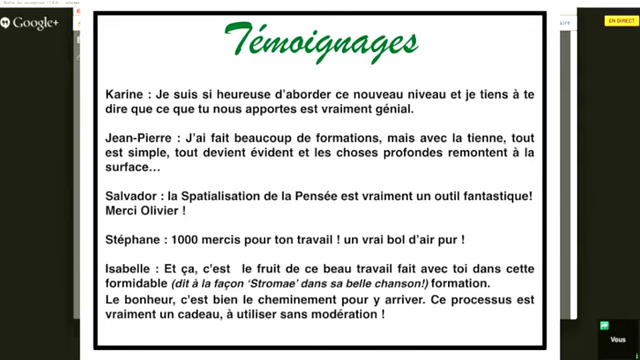 Google+
EN DIRECT
Témoignages
Karine : Je suis si heureuse d'aborder ce nouveau niveau et je tiens à te
dire que ce que tu nous apportes est vraiment génial.
Jean-Pierre : J'ai fait beaucoup de formations, mais avec la tienne, tout
est simple, tout devient évident et les choses profondes remontent à la
surface...
Salvador : la Spatialisation de la Pensée est vraiment un outil fantastique!
Merci Olivier !
Stéphane : 1000 mercis pour ton travail ! un vrai bol d'air pur !
Isabelle : Et ça, c'est le fruit de ce beau travail fait avec toi dans cette
formidable (dit à la façon 'Stromae' dans sa belle chanson!) formation.
Le bonheur, c'est bien le cheminement pour y arriver. Ce processus est
vraiment un cadeau, à utiliser sans modération !
Vous